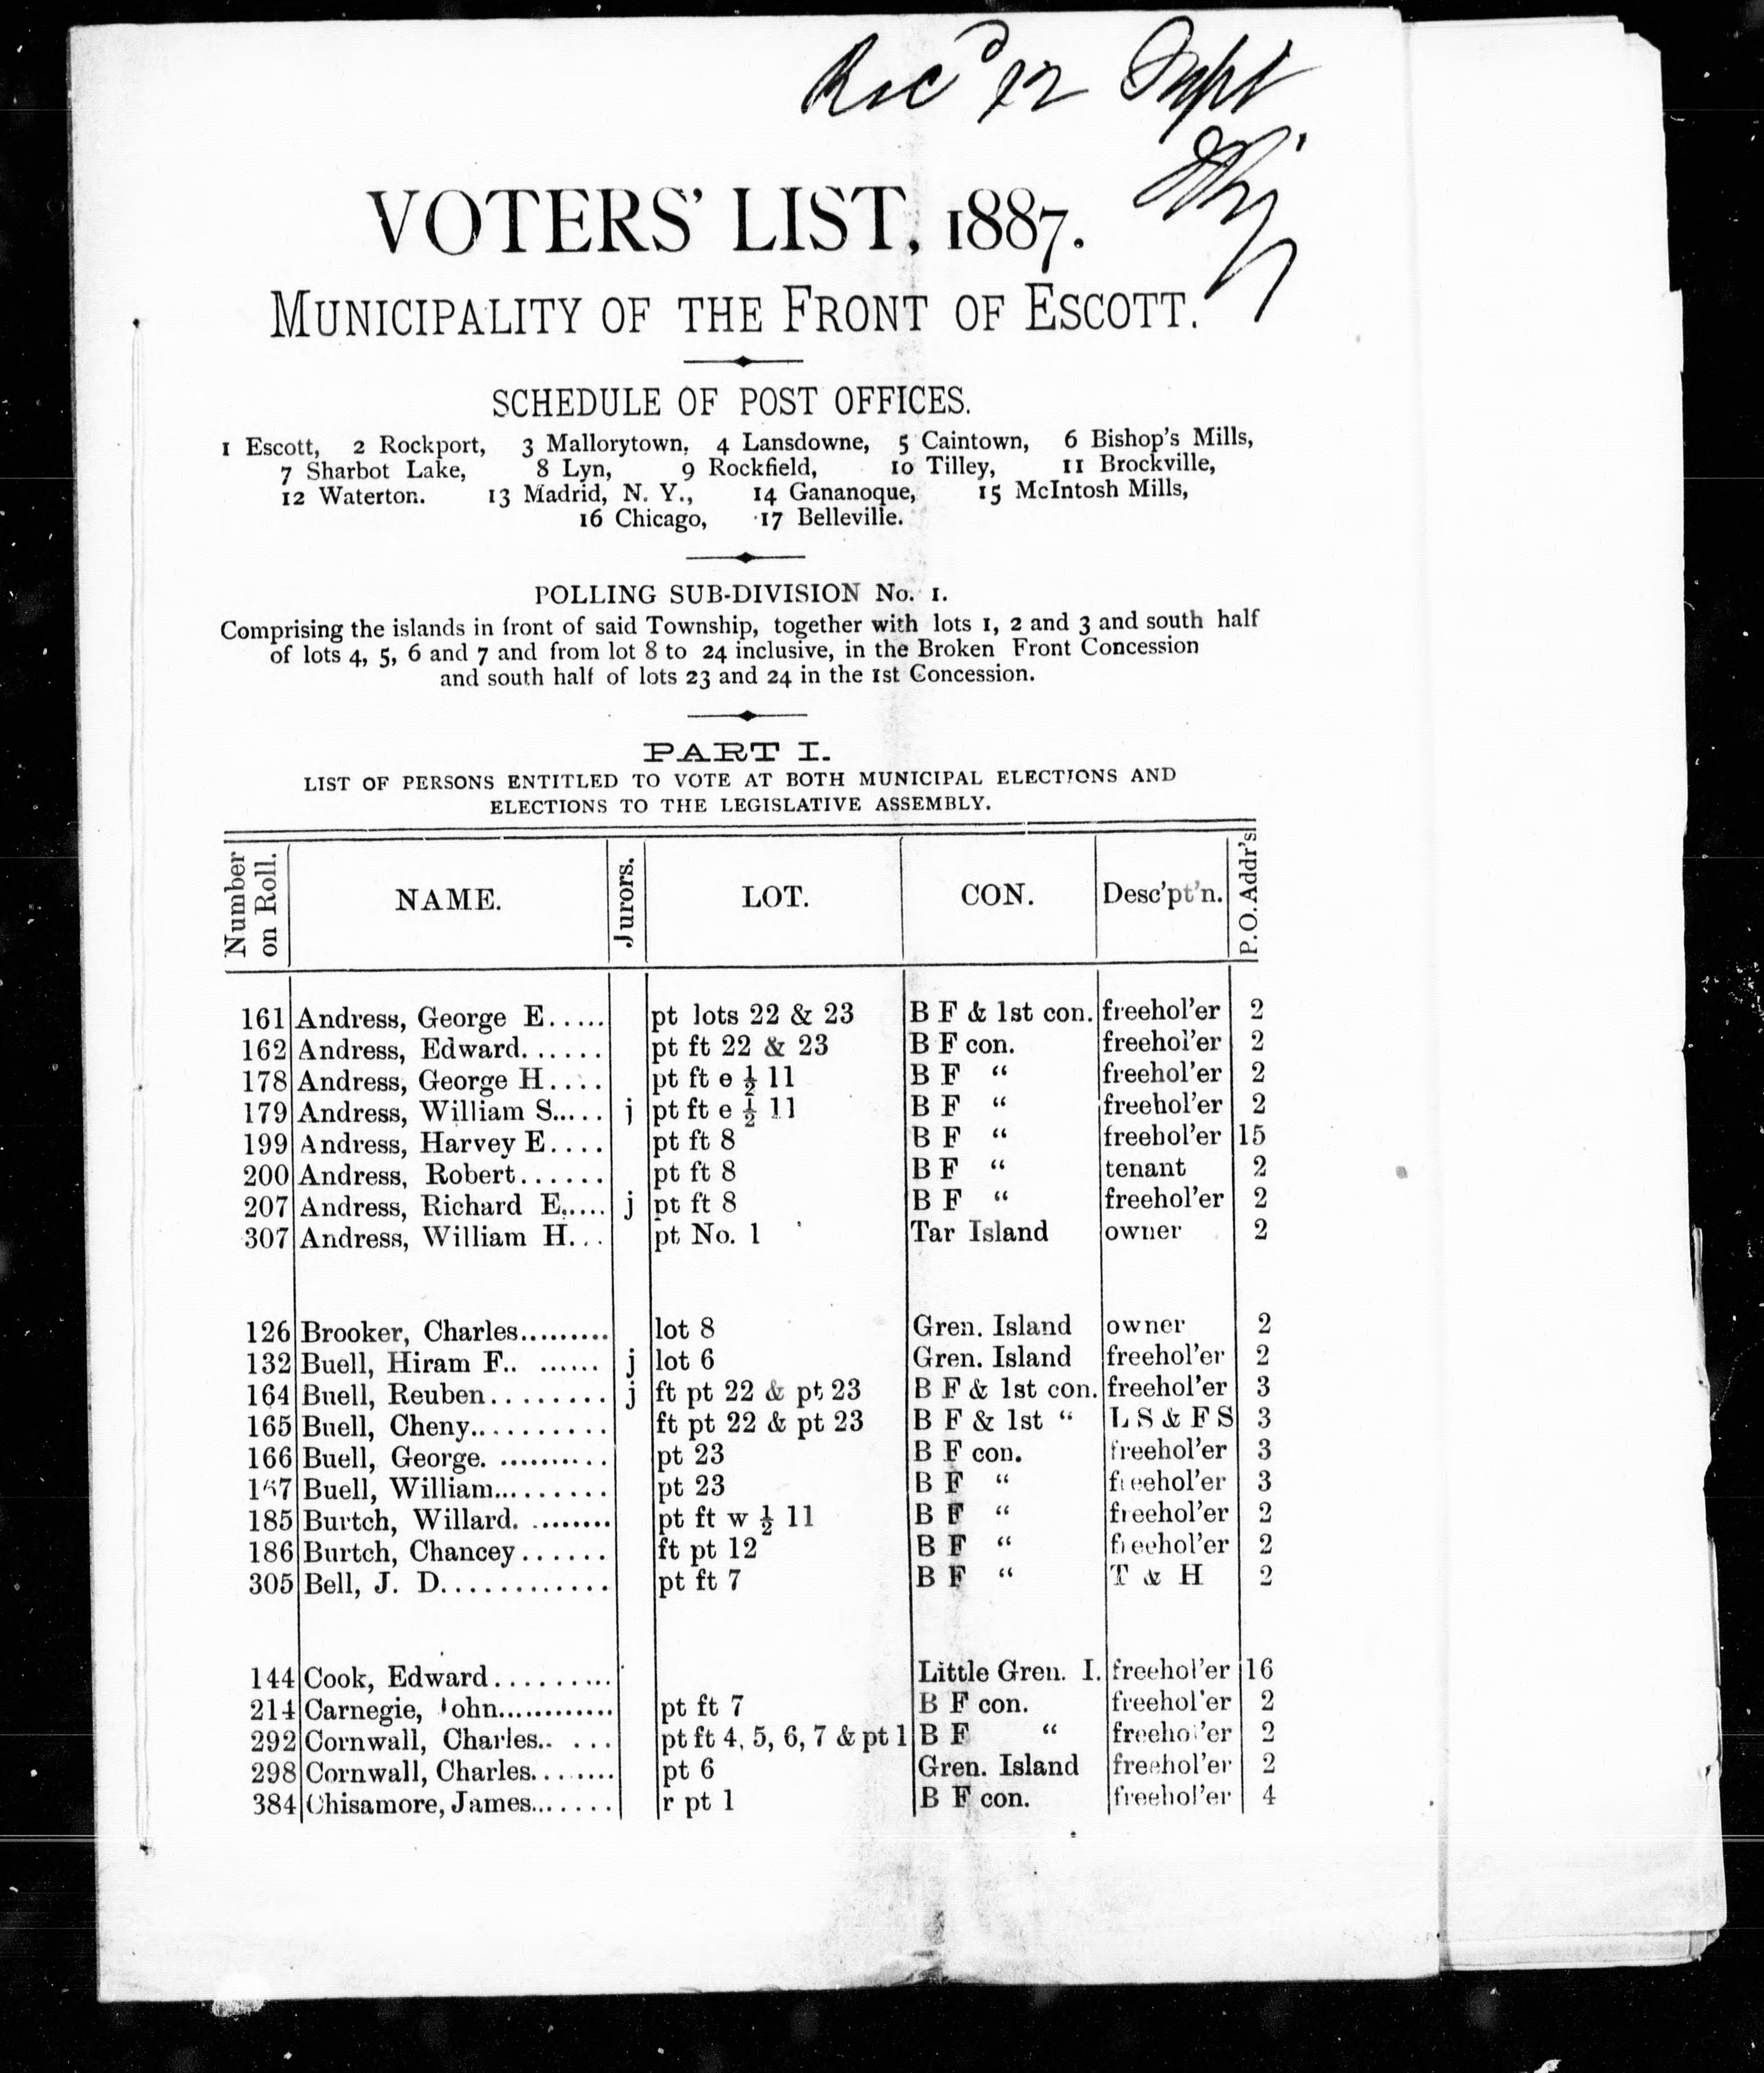 Rec'd 12 Sept
VOTERS' LIST, 1887.
MUNICIPALITY OF THE FRONT OF ESCOTT.
SCHEDULE OF POST OFFICES.
1 Escott, 2 Rockport, 3 Mallorytown, 4 Lansdowne, 5 Caintown, 6 Bishop's Mills,
7 Sharbot Lake, 8 Lyn, 9 Rockfield, 10 Tilley, 11 Brockville,
12 Waterton. 13 Madrid, N. Y., 14 Gananoque, 15 McIntosh Mills,
16 Chicago, 17 Belleville.
POLLING SUB-DIVISION No. 1.
Comprising the islands in front of said Township, together with lots 1, 2 and 3 and south half
of lots 4, 5, 6 and 7 and from lot 8 to 24 inclusive, in the Broken Front Concession
and south half of lots 23 and 24 in the 1st Concession.
PART I.
LIST OF PERSONS ENTITLED TO VOTE AT BOTH MUNICIPAL ELECTIONS AND
ELECTIONS TO THE LEGISLATIVE ASSEMBLY.
Number on Roll. NAME. Jurors. LOT. CON. Desc'pt'n. P.O. Addr's
161 Andress, George E..... pt lots 22 & 23 B F & 1st con. freehol'er 2
162 Andress, Edward...... pt ft 22 & 23 B F con. freehol'er 2
178 Andress, George H.... pt ft e ½ 11 B F " freehol'er 2
179 Andress, William S..... j pt ft e ½ 11 B F " freehol'er 2
199 Andress, Harvey E.... pt ft 8 B F " freehol'er 15
200 Andress, Robert...... pt ft 8 B F " tenant 2
207 Andress, Richard E..... j pt ft 8 B F " freehol'er 2
307 Andress, William H... pt No. 1 Tar Island owner 2
126 Brooker, Charles......... lot 8 Gren. Island owner 2
132 Buell, Hiram F.. ...... j lot 6 Gren. Island freehol'er 2
164 Buell, Reuben......... j ft pt 22 & pt 23 B F & 1st con. freehol'er 3
165 Buell, Cheny........... ft pt 22 & pt 23 B F & 1st " L S & F S 3
166 Buell, George. .......... pt 23 B F con. freehol'er 3
167 Buell, William.......... pt 23 B F " freehol'er 3
185 Burtch, Willard. ........ pt ft w ½ 11 B F " freehol'er 2
186 Burtch, Chancey...... ft pt 12 B F " freehol'er 2
305 Bell, J. D............. pt ft 7 B F " T & H 2
144 Cook, Edward.......... Little Gren. I. freehol'er 16
214 Carnegie, John............ pt ft 7 B F con. freehol'er 2
292 Cornwall, Charles.. ... pt ft 4, 5, 6, 7 & pt 1 B F " freehol'er 2
298 Cornwall, Charles........ pt 6 Gren. Island freehol'er 2
384 Chisamore, James....... r pt 1 B F con. freehol'er 4